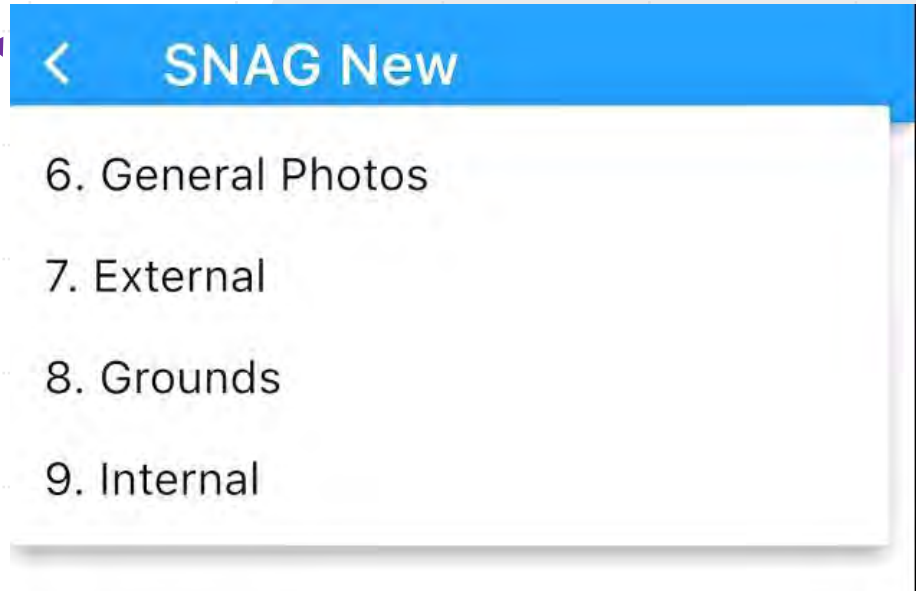 SNAG New
6. General Photos
7. External
8. Grounds
9. Internal